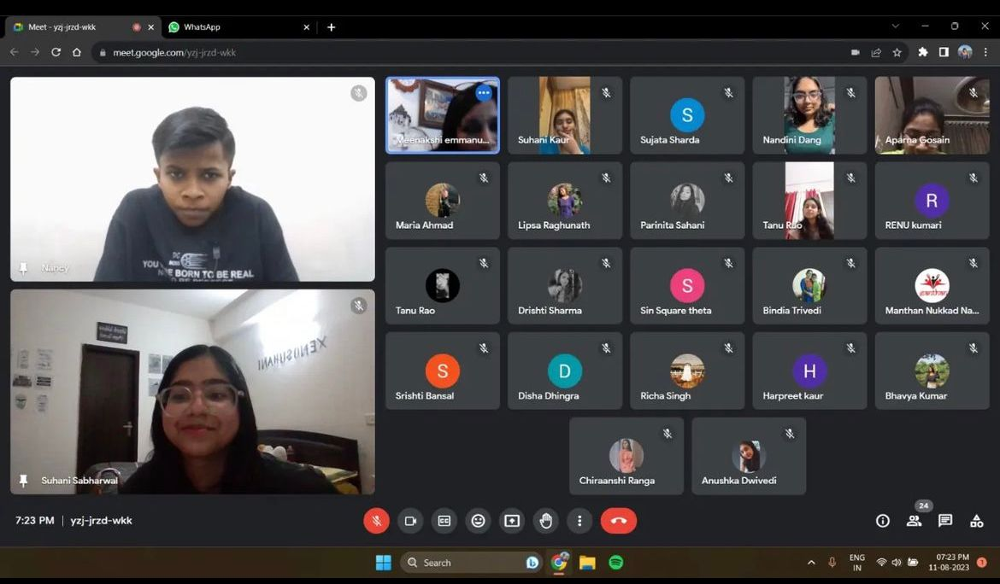 Meet - yzj-jrzd-wkk
WhatsApp
meet.google.com/yzj-jrzd-wkk
YOU
BORN TO BE REAL
Nancy
XENOSUHANI
Suhani Sabharwal
Meenakshi emmanu...
Suhani Kaur
S
Sujata Sharda
Nandini Dang
Aparna Gosain
Maria Ahmad
Lipsa Raghunath
Parinita Sahani
Tanu Rao
R
RENU kumari
Tanu Rao
Drishti Sharma
S
Sin Square theta
Bindia Trivedi
manthan
Manthan Nukkad Na...
S
Srishti Bansal
D
Disha Dhingra
Richa Singh
H
Harpreet kaur
Bhavya Kumar
Chiraanshi Ranga
Anushka Dwivedi
7:23 PM | yzj-jrzd-wkk
24
Search
ENG
IN
07:23 PM
11-08-2023
1